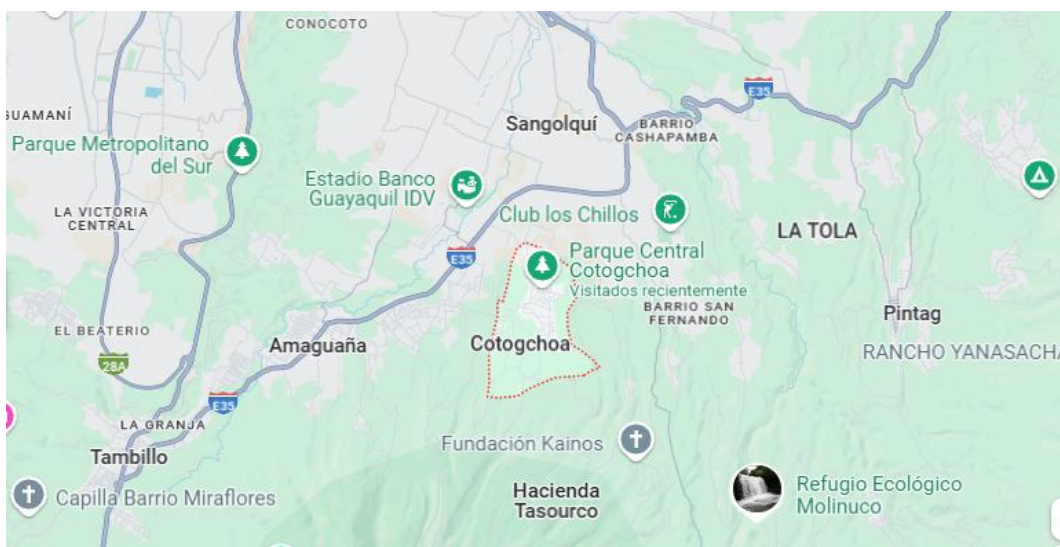 CONOCOTO
GUAMANÍ
Parque Metropolitano
del Sur
Sangolquí
BARRIO
CASHAPAMBA
E35
Estadio Banco
Guayaquil IDV
LA VICTORIA
CENTRAL
Club los Chillos
LA TOLA
E35
Parque Central
Cotogchoa
Visitados recientemente
BARRIO SAN
FERNANDO
Pintag
EL BEATERIO
Amaguaña
Cotogchoa
RANCHO YANASACHA
28A
E35
LA GRANJA
Tambillo
Fundación Kainos
Capilla Barrio Miraflores
Hacienda
Tasourco
Refugio Ecológico
Molinuco